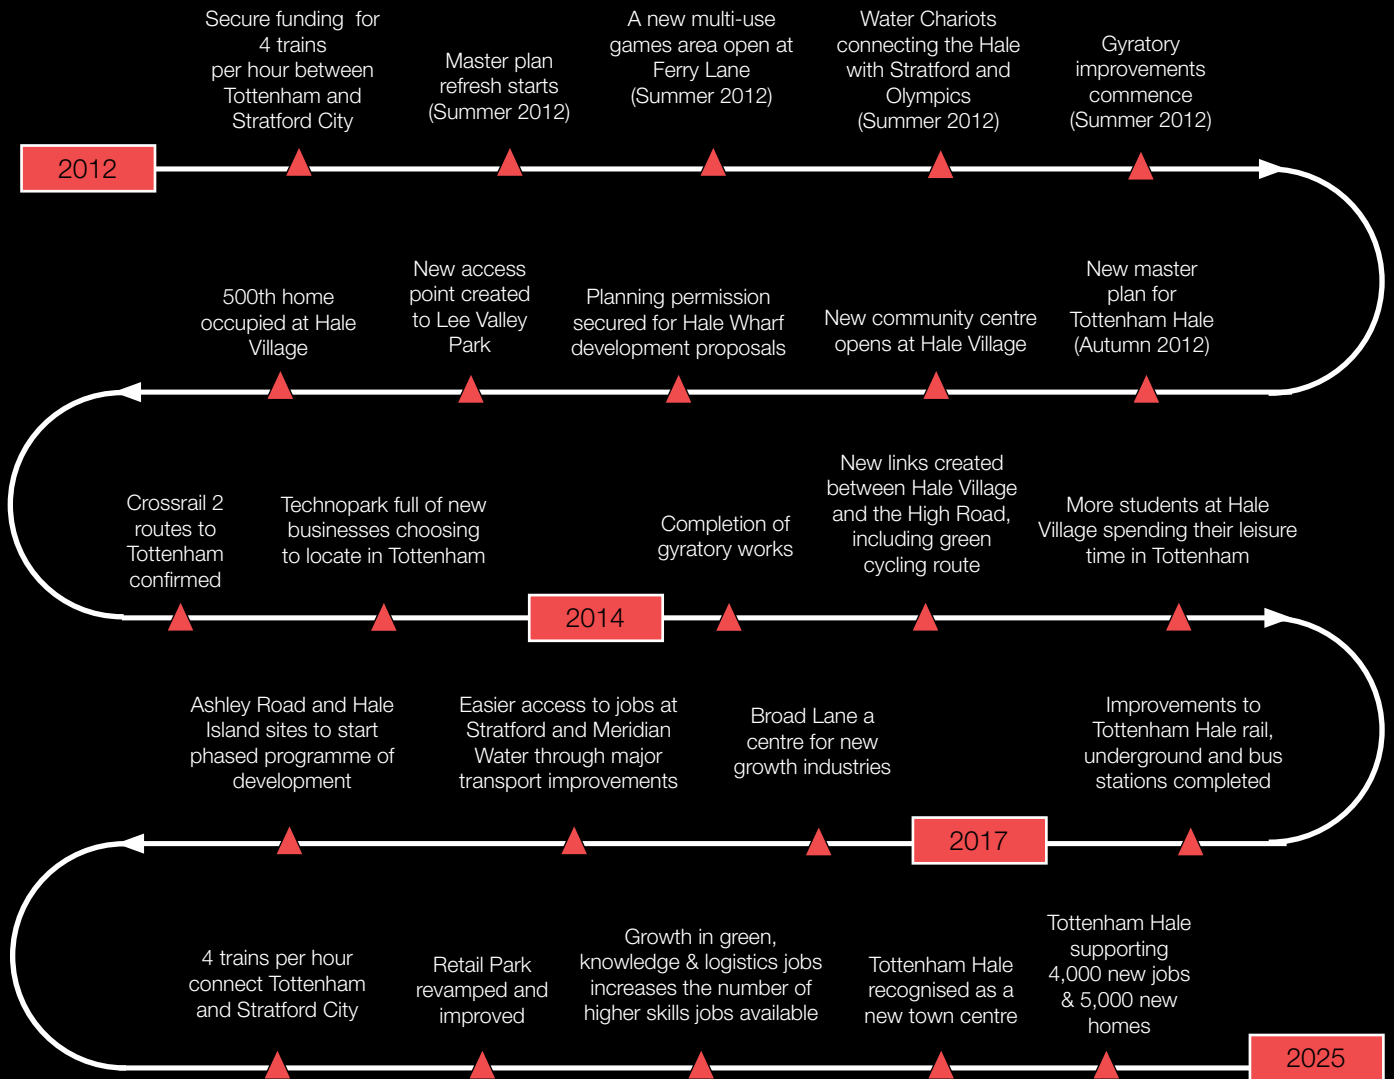 2012
Secure funding for
4 trains
per hour between
Tottenham and
Stratford City
Master plan
refresh starts
(Summer 2012)
A new multi-use
games area open at
Ferry Lane
(Summer 2012)
Water Chariots
connecting the Hale
with Stratford and
Olympics
(Summer 2012)
Gyratory
improvements
commence
(Summer 2012)
New master
plan for
Tottenham Hale
(Autumn 2012)
New community centre
opens at Hale Village
Planning permission
secured for Hale Wharf
development proposals
New access
point created
to Lee Valley
Park
500th home
occupied at Hale
Village
Crossrail 2
routes to
Tottenham
confirmed
Technopark full of new
businesses choosing
to locate in Tottenham
2014
Completion of
gyratory works
New links created
between Hale Village
and the High Road,
including green
cycling route
More students at Hale
Village spending their leisure
time in Tottenham
Improvements to
Tottenham Hale rail,
underground and bus
stations completed
2017
Broad Lane a
centre for new
growth industries
Easier access to jobs at
Stratford and Meridian
Water through major
transport improvements
Ashley Road and Hale
Island sites to start
phased programme of
development
4 trains per hour
connect Tottenham
and Stratford City
Retail Park
revamped and
improved
Growth in green,
knowledge & logistics jobs
increases the number of
higher skills jobs available
Tottenham Hale
recognised as a
new town centre
Tottenham Hale
supporting
4,000 new jobs
& 5,000 new
homes
2025